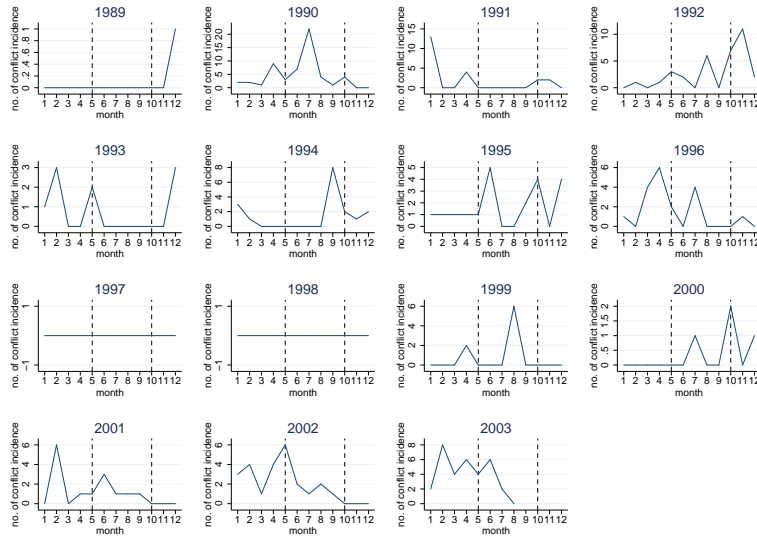 1989
no. of conflict incidence
0 .2 .4 .6 .8 1
1 2 3 4 5 6 7 8 9 10 11 12
month
1990
no. of conflict incidence
0 5 10 15 20
1 2 3 4 5 6 7 8 9 10 11 12
month
1991
no. of conflict incidence
0 5 10 15
1 2 3 4 5 6 7 8 9 10 11 12
month
1992
no. of conflict incidence
0 5 10
1 2 3 4 5 6 7 8 9 10 11 12
month
1993
no. of conflict incidence
0 1 2 3
1 2 3 4 5 6 7 8 9 10 11 12
month
1994
no. of conflict incidence
0 2 4 6 8
1 2 3 4 5 6 7 8 9 10 11 12
month
1995
no. of conflict incidence
0 1 2 3 4 5
1 2 3 4 5 6 7 8 9 10 11 12
month
1996
no. of conflict incidence
0 2 4 6
1 2 3 4 5 6 7 8 9 10 11 12
month
1997
no. of conflict incidence
−1 1
1 2 3 4 5 6 7 8 9 10 11 12
month
1998
no. of conflict incidence
−1 1
1 2 3 4 5 6 7 8 9 10 11 12
month
1999
no. of conflict incidence
0 2 4 6
1 2 3 4 5 6 7 8 9 10 11 12
month
2000
no. of conflict incidence
0 .5 1 1.5 2
1 2 3 4 5 6 7 8 9 10 11 12
month
2001
no. of conflict incidence
0 2 4 6
1 2 3 4 5 6 7 8 9 10 11 12
month
2002
no. of conflict incidence
0 2 4 6
1 2 3 4 5 6 7 8 9 10 11 12
month
2003
no. of conflict incidence
0 2 4 6 8
1 2 3 4 5 6 7 8 9 10 11 12
month